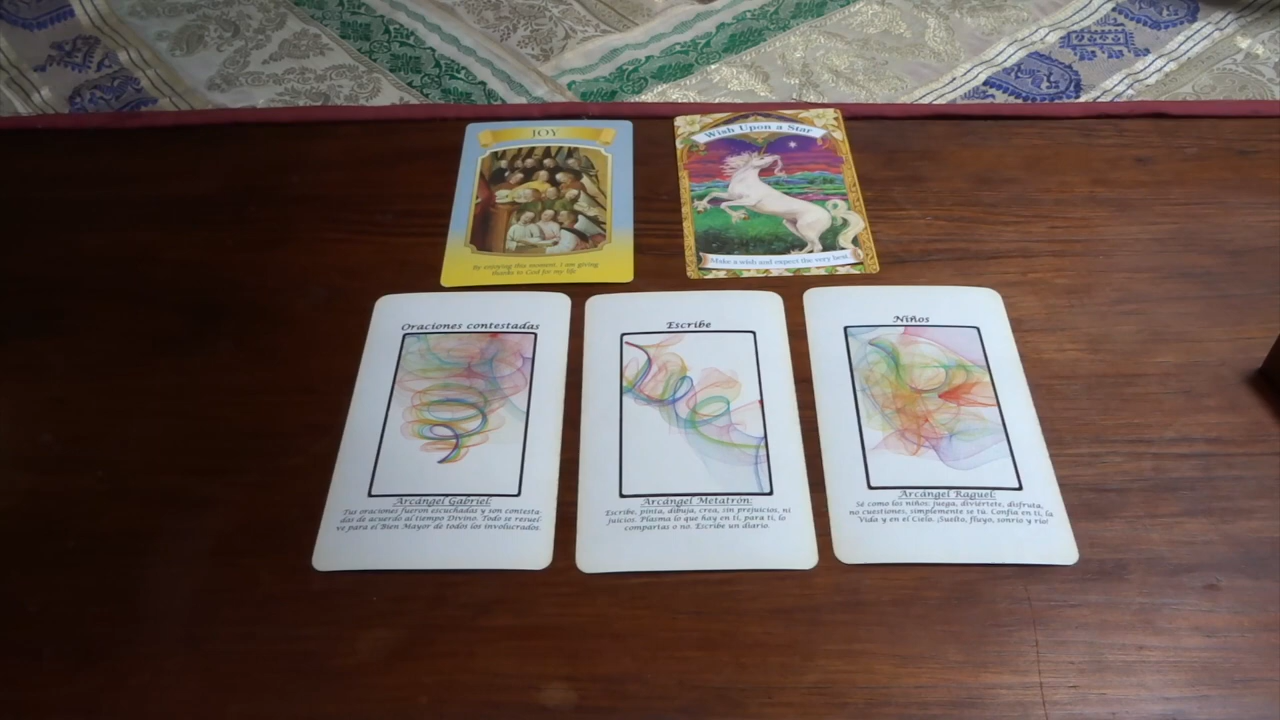 JOY
By enjoying this moment, I am giving
thanks to God for my life
Wish Upon a Star
Make a wish and expect the very best.
Oraciones contestadas
Arcángel Gabriel:
Tus oraciones fueron escuchadas y son contesta-
das de acuerdo al tiempo Divino. Todo se resuel-
ve para el Bien Mayor de todos los involucrados.
Escribe
Arcángel Metatrón:
Escribe, pinta, dibuja, crea, sin prejuicios, ni
juicios. Plasma lo que hay en ti, para ti, lo
compartas o no. Escribe un diario.
Niños
Arcángel Raguel:
Sé como los niños: juega, diviértete, disfruta,
no cuestiones, simplemente se tú. Confía en ti, la
Vida y en el Cielo. ¡Suelto, fluyo, sonrío y río!